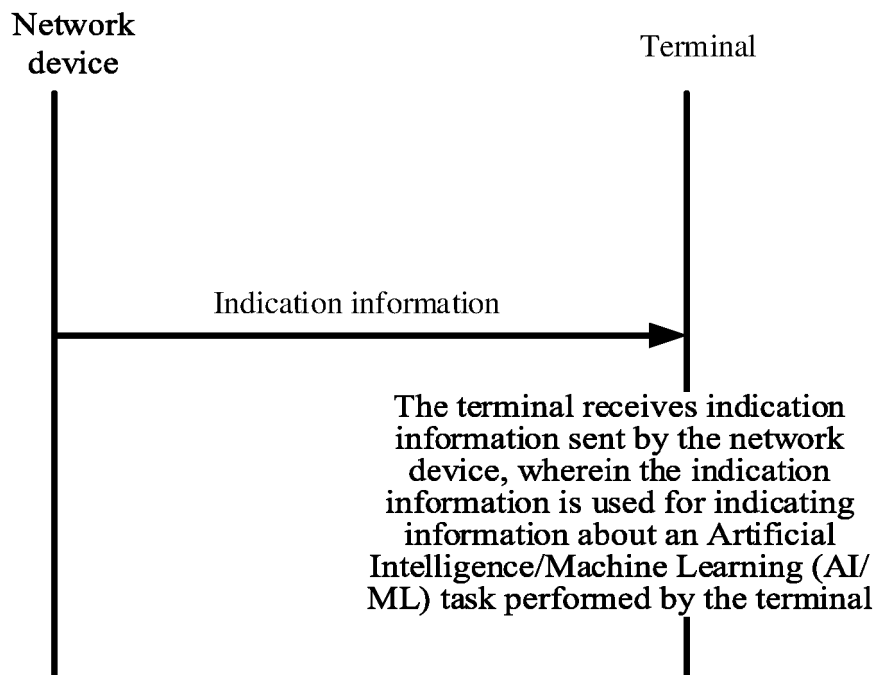 Network
device
Terminal
Indication information
The terminal receives indication
information sent by the network
device, wherein the indication
information is used for indicating
information about an Artificial
Intelligence/Machine Learning (AI/
ML) task performed by the terminal